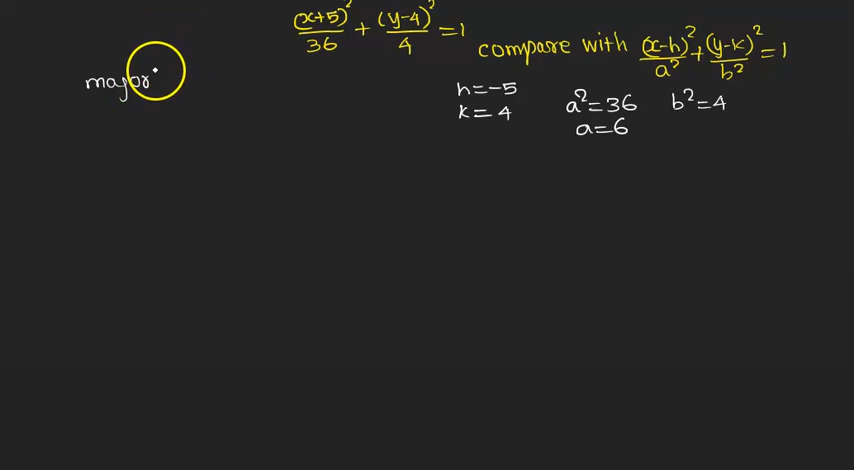 (x+5)²/36 + (y-4)²/4 = 1
compare with (x-h)²/a² + (y-k)²/b² = 1
major
h = -5
k = 4
a² = 36
a = 6
b² = 4